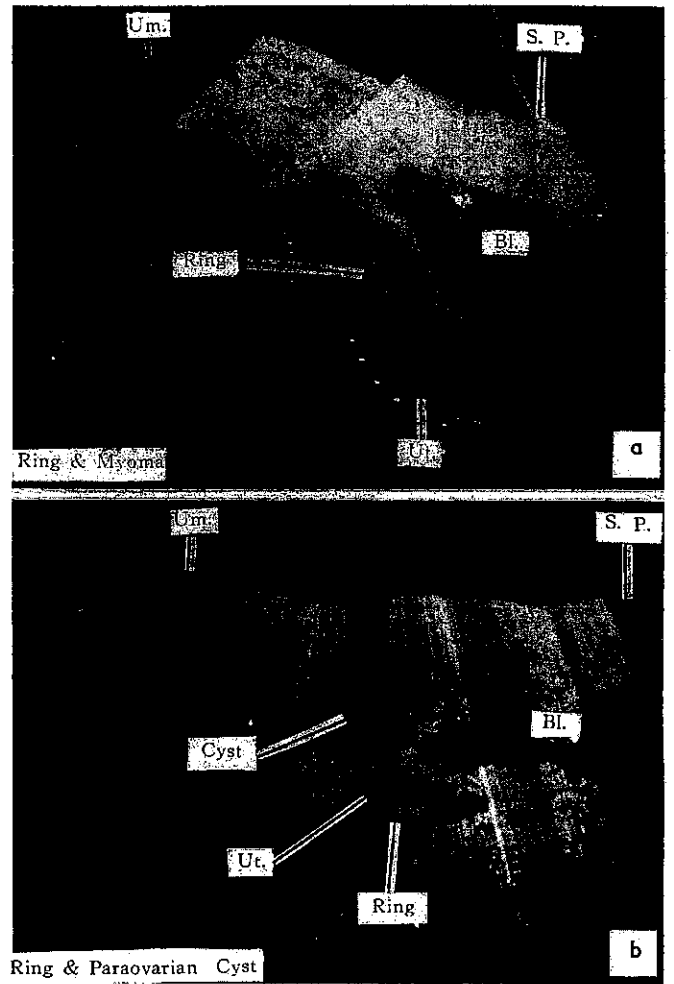 Um.
S. P.
Ring
Bl.
Ut.
Ring & Myoma
a
Um.
S. P.
Cyst
Bl.
Ut.
Ring
Ring & Paraovarian Cyst
b